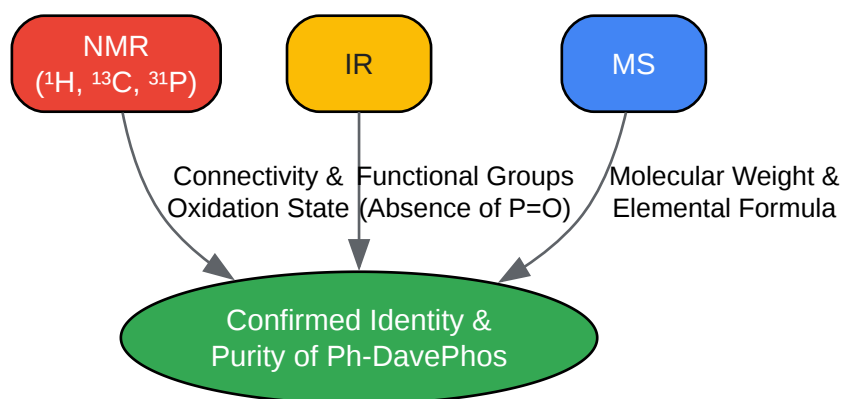 NMR
(¹H, ¹³C, ³¹P)
IR
MS
Connectivity &
Oxidation State
Functional Groups
(Absence of P=O)
Molecular Weight &
Elemental Formula
Confirmed Identity &
Purity of Ph-DavePhos